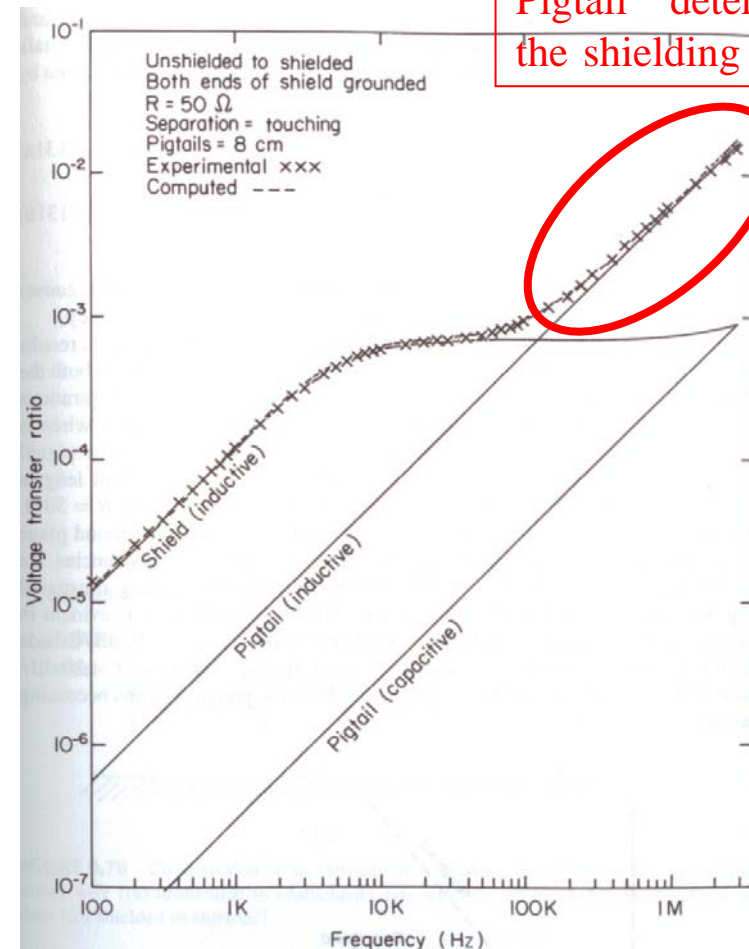 Pigtail deter
the shielding
10-1
Unshielded to shielded
Both ends of shield grounded
R = 50 Ω
Separation = touching
Pigtails = 8 cm
Experimental ×××
Computed ---
10-2
10-3
10-4
10-5
10-6
10-7
Voltage transfer ratio
Shield (inductive)
Pigtail (inductive)
Pigtail (capacitive)
1000
1K
10K
100K
1M
Frequency (Hz)